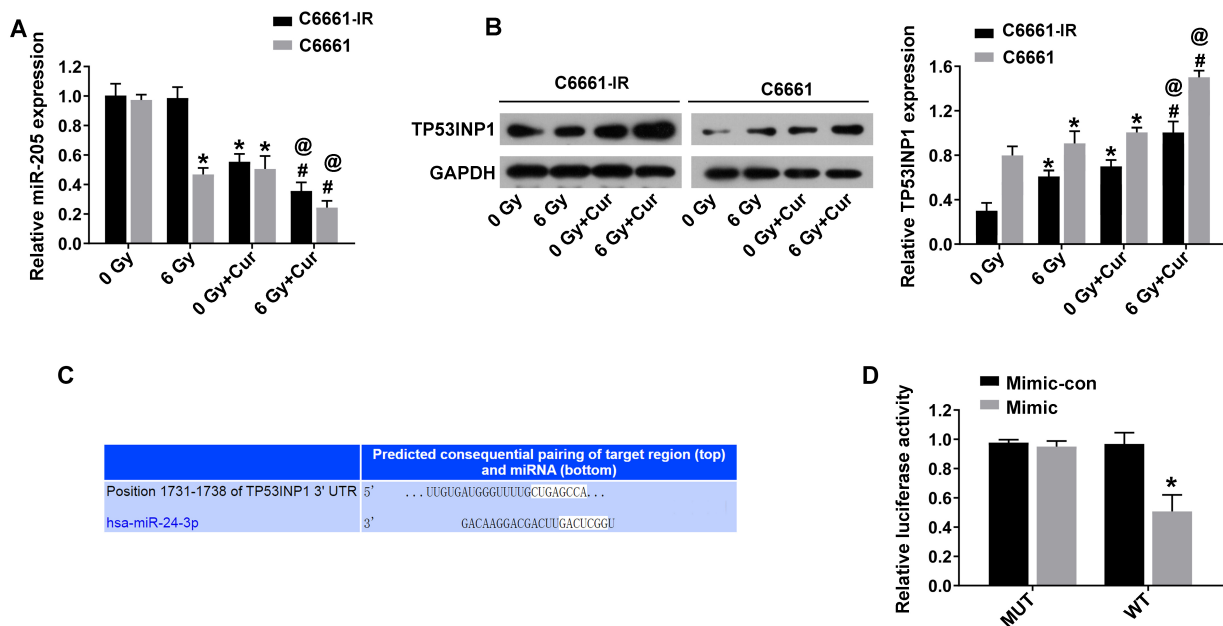 A
C6661-IR
C6661
Relative miR-205 expression
1.2
1.0
0.8
0.6
0.4
0.2
0.0
*
*
*
@
#
@
#
0 Gy
6 Gy
0 Gy+Cur
6 Gy+Cur
B
C6661-IR
C6661
TP53INP1
GAPDH
0 Gy
6 Gy
0 Gy+Cur
6 Gy+Cur
0 Gy
6 Gy
0 Gy+Cur
6 Gy+Cur
C6661-IR
C6661
Relative TP53INP1 expression
1.6
1.2
0.8
0.4
0.0
*
*
*
*
@
#
@
#
0 Gy
6 Gy
0 Gy+Cur
6 Gy+Cur
C
Predicted consequential pairing of target region (top)
and miRNA (bottom)
Position 1731-1738 of TP53INP1 3' UTR 5' ...UUGUGAUGGGUUUUGCUGAGCCA...
hsa-miR-24-3p 3' GACAAGGACGACUUGACUCGGU
D
Mimic-con
Mimic
Relative luciferase activity
1.2
1.0
0.8
0.6
0.4
0.2
0.0
*
MUT
WT